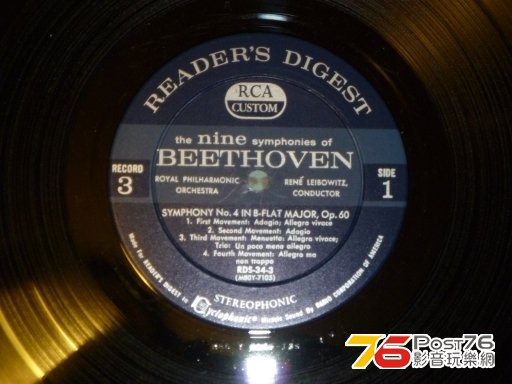 READER'S DIGEST
RCA
CUSTOM
the nine symphonies of
BEETHOVEN
RECORD
3
ROYAL PHILHARMONIC
ORCHESTRA
RENÉ LEIBOWITZ,
CONDUCTOR
SIDE
1
SYMPHONY No. 4 IN B-FLAT MAJOR, Op. 60
1. First Movement: Adagio; Allegro vivace
2. Second Movement: Adagio
3. Third Movement: Menuetto: Allegro vivace;
Trio: Un poco meno allegro
4. Fourth Movement: Allegro ma
non troppo
RDS-34-3
(M80Y-7105)
STEREOPHONIC
Made For READER'S DIGEST In Cyclophonic Miracle Sound By RADIO CORPORATION OF AMERICA
76 Post76
影音玩樂網